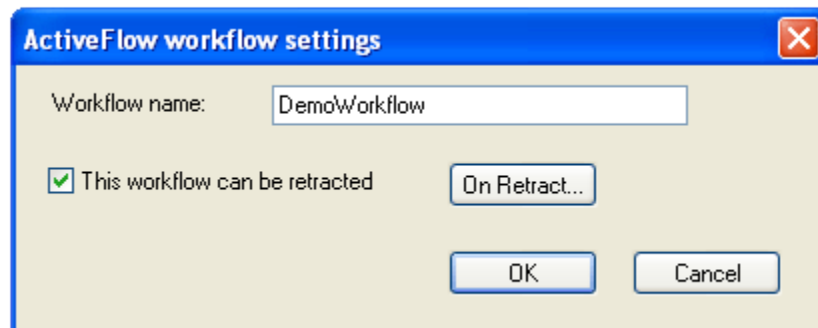 ActiveFlow workflow settings
Workflow name: DemoWorkflow
This workflow can be retracted On Retract...
OK Cancel